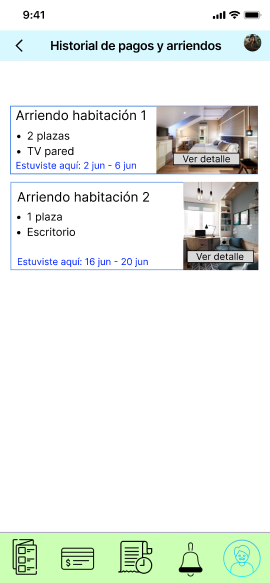 9:41
Historial de pagos y arriendos
Arriendo habitación 1
• 2 plazas
• TV pared
Estuviste aquí: 2 jun - 6 jun
Ver detalle
Arriendo habitación 2
• 1 plaza
• Escritorio
Ver detalle
Estuviste aquí: 16 jun - 20 jun
$